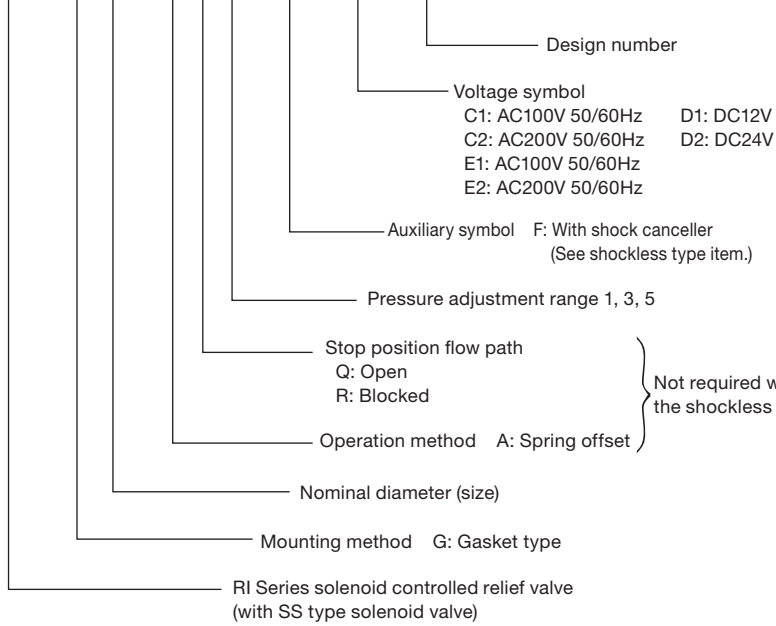 Design number
Voltage symbol
C1: AC100V 50/60Hz D1: DC12V
C2: AC200V 50/60Hz D2: DC24V
E1: AC100V 50/60Hz
E2: AC200V 50/60Hz
Auxiliary symbol F: With shock canceller
(See shockless type item.)
Pressure adjustment range 1, 3, 5
Stop position flow path
Q: Open
R: Blocked
Not required
the shockless
Operation method A: Spring offset
Nominal diameter (size)
Mounting method G: Gasket type
RI Series solenoid controlled relief valve
(with SS type solenoid valve)